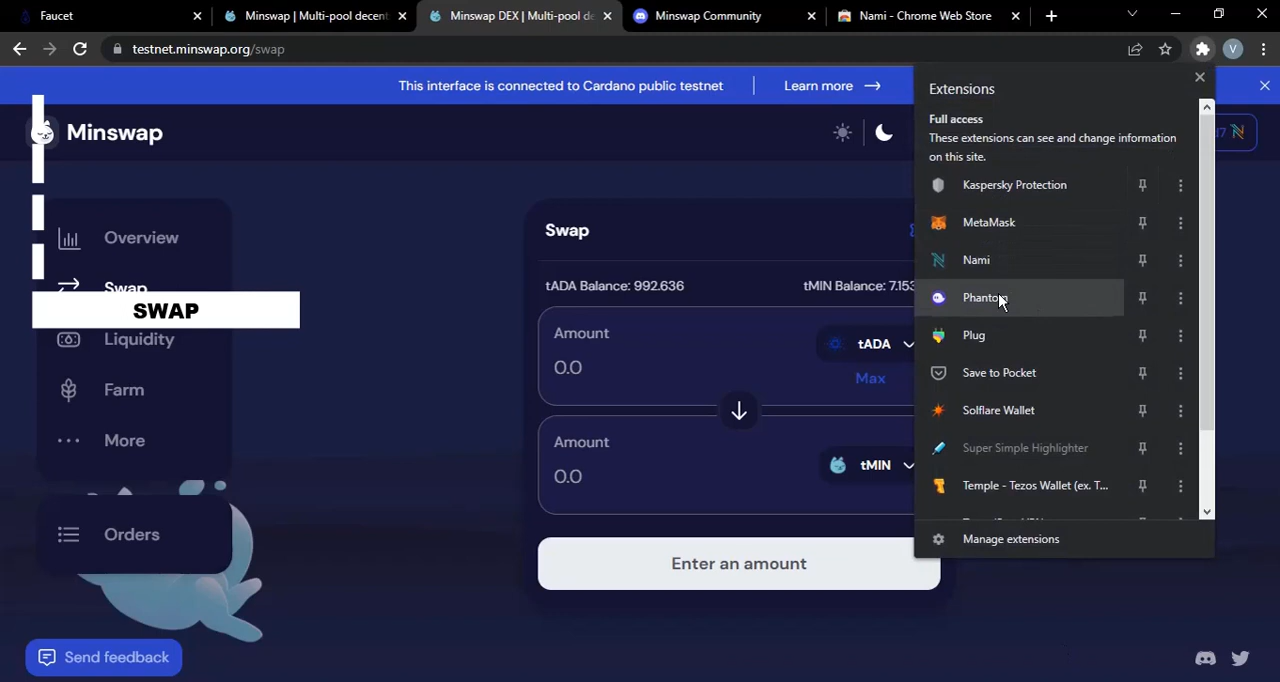 Faucet
Minswap | Multi-pool decent
Minswap DEX | Multi-pool de
Minswap Community
Nami - Chrome Web Store
testnet.minswap.org/swap
V
This interface is connected to Cardano public testnet
Learn more
Minswap
Overview
Swap
SWAP
Liquidity
Farm
More
Orders
Send feedback
Swap
tADA Balance: 992.636
tMIN Balance: 7.153
Amount
0.0
tADA
Max
Amount
0.0
tMIN
Enter an amount
Extensions
Full access
These extensions can see and change information
on this site.
Kaspersky Protection
MetaMask
Nami
Phantom
Plug
Save to Pocket
Solflare Wallet
Super Simple Highlighter
Temple - Tezos Wallet (ex. T...
Manage extensions